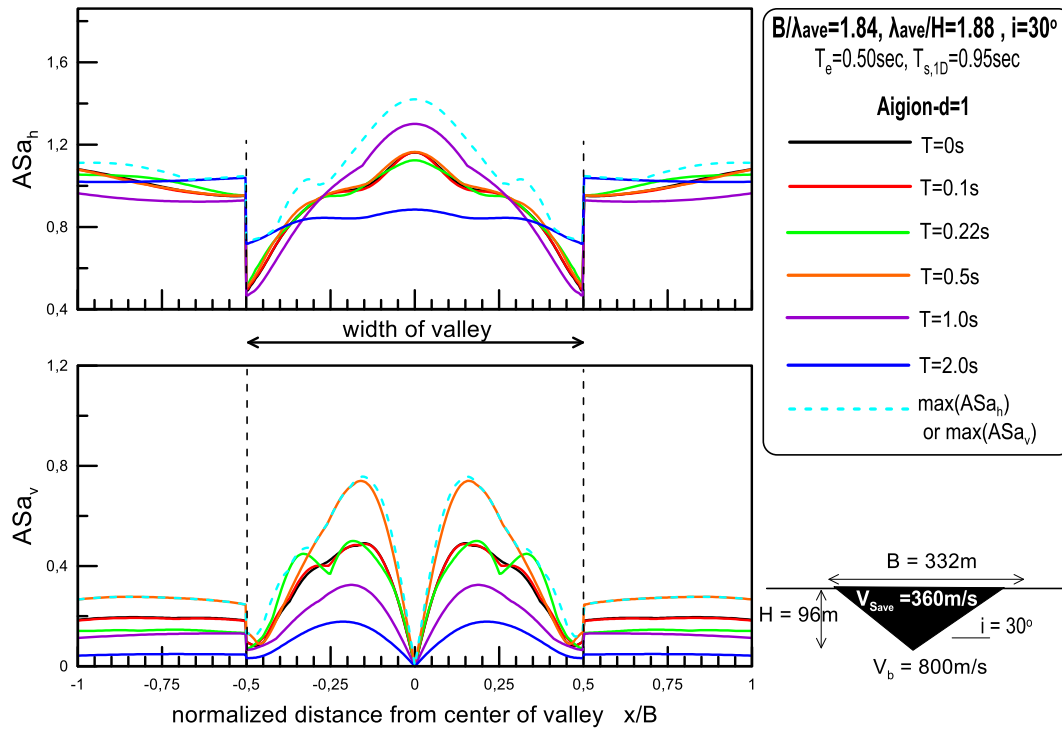 ASa_h
1,6
1,2
0,8
0,4
width of valley
ASa_v
1,2
0,8
0,4
0
-1 -0,75 -0,5 -0,25 0 0,25 0,5 0,75 1
normalized distance from center of valley x/B
B/λave=1.84, λave/H=1.88 , i=30º
T_e=0.50sec, T_s,1D=0.95sec
Aigion-d=1
T=0s
T=0.1s
T=0.22s
T=0.5s
T=1.0s
T=2.0s
max(ASa_h)
or max(ASa_v)
B = 332m
V_Save =360m/s
H = 96m
i = 30º
V_b = 800m/s